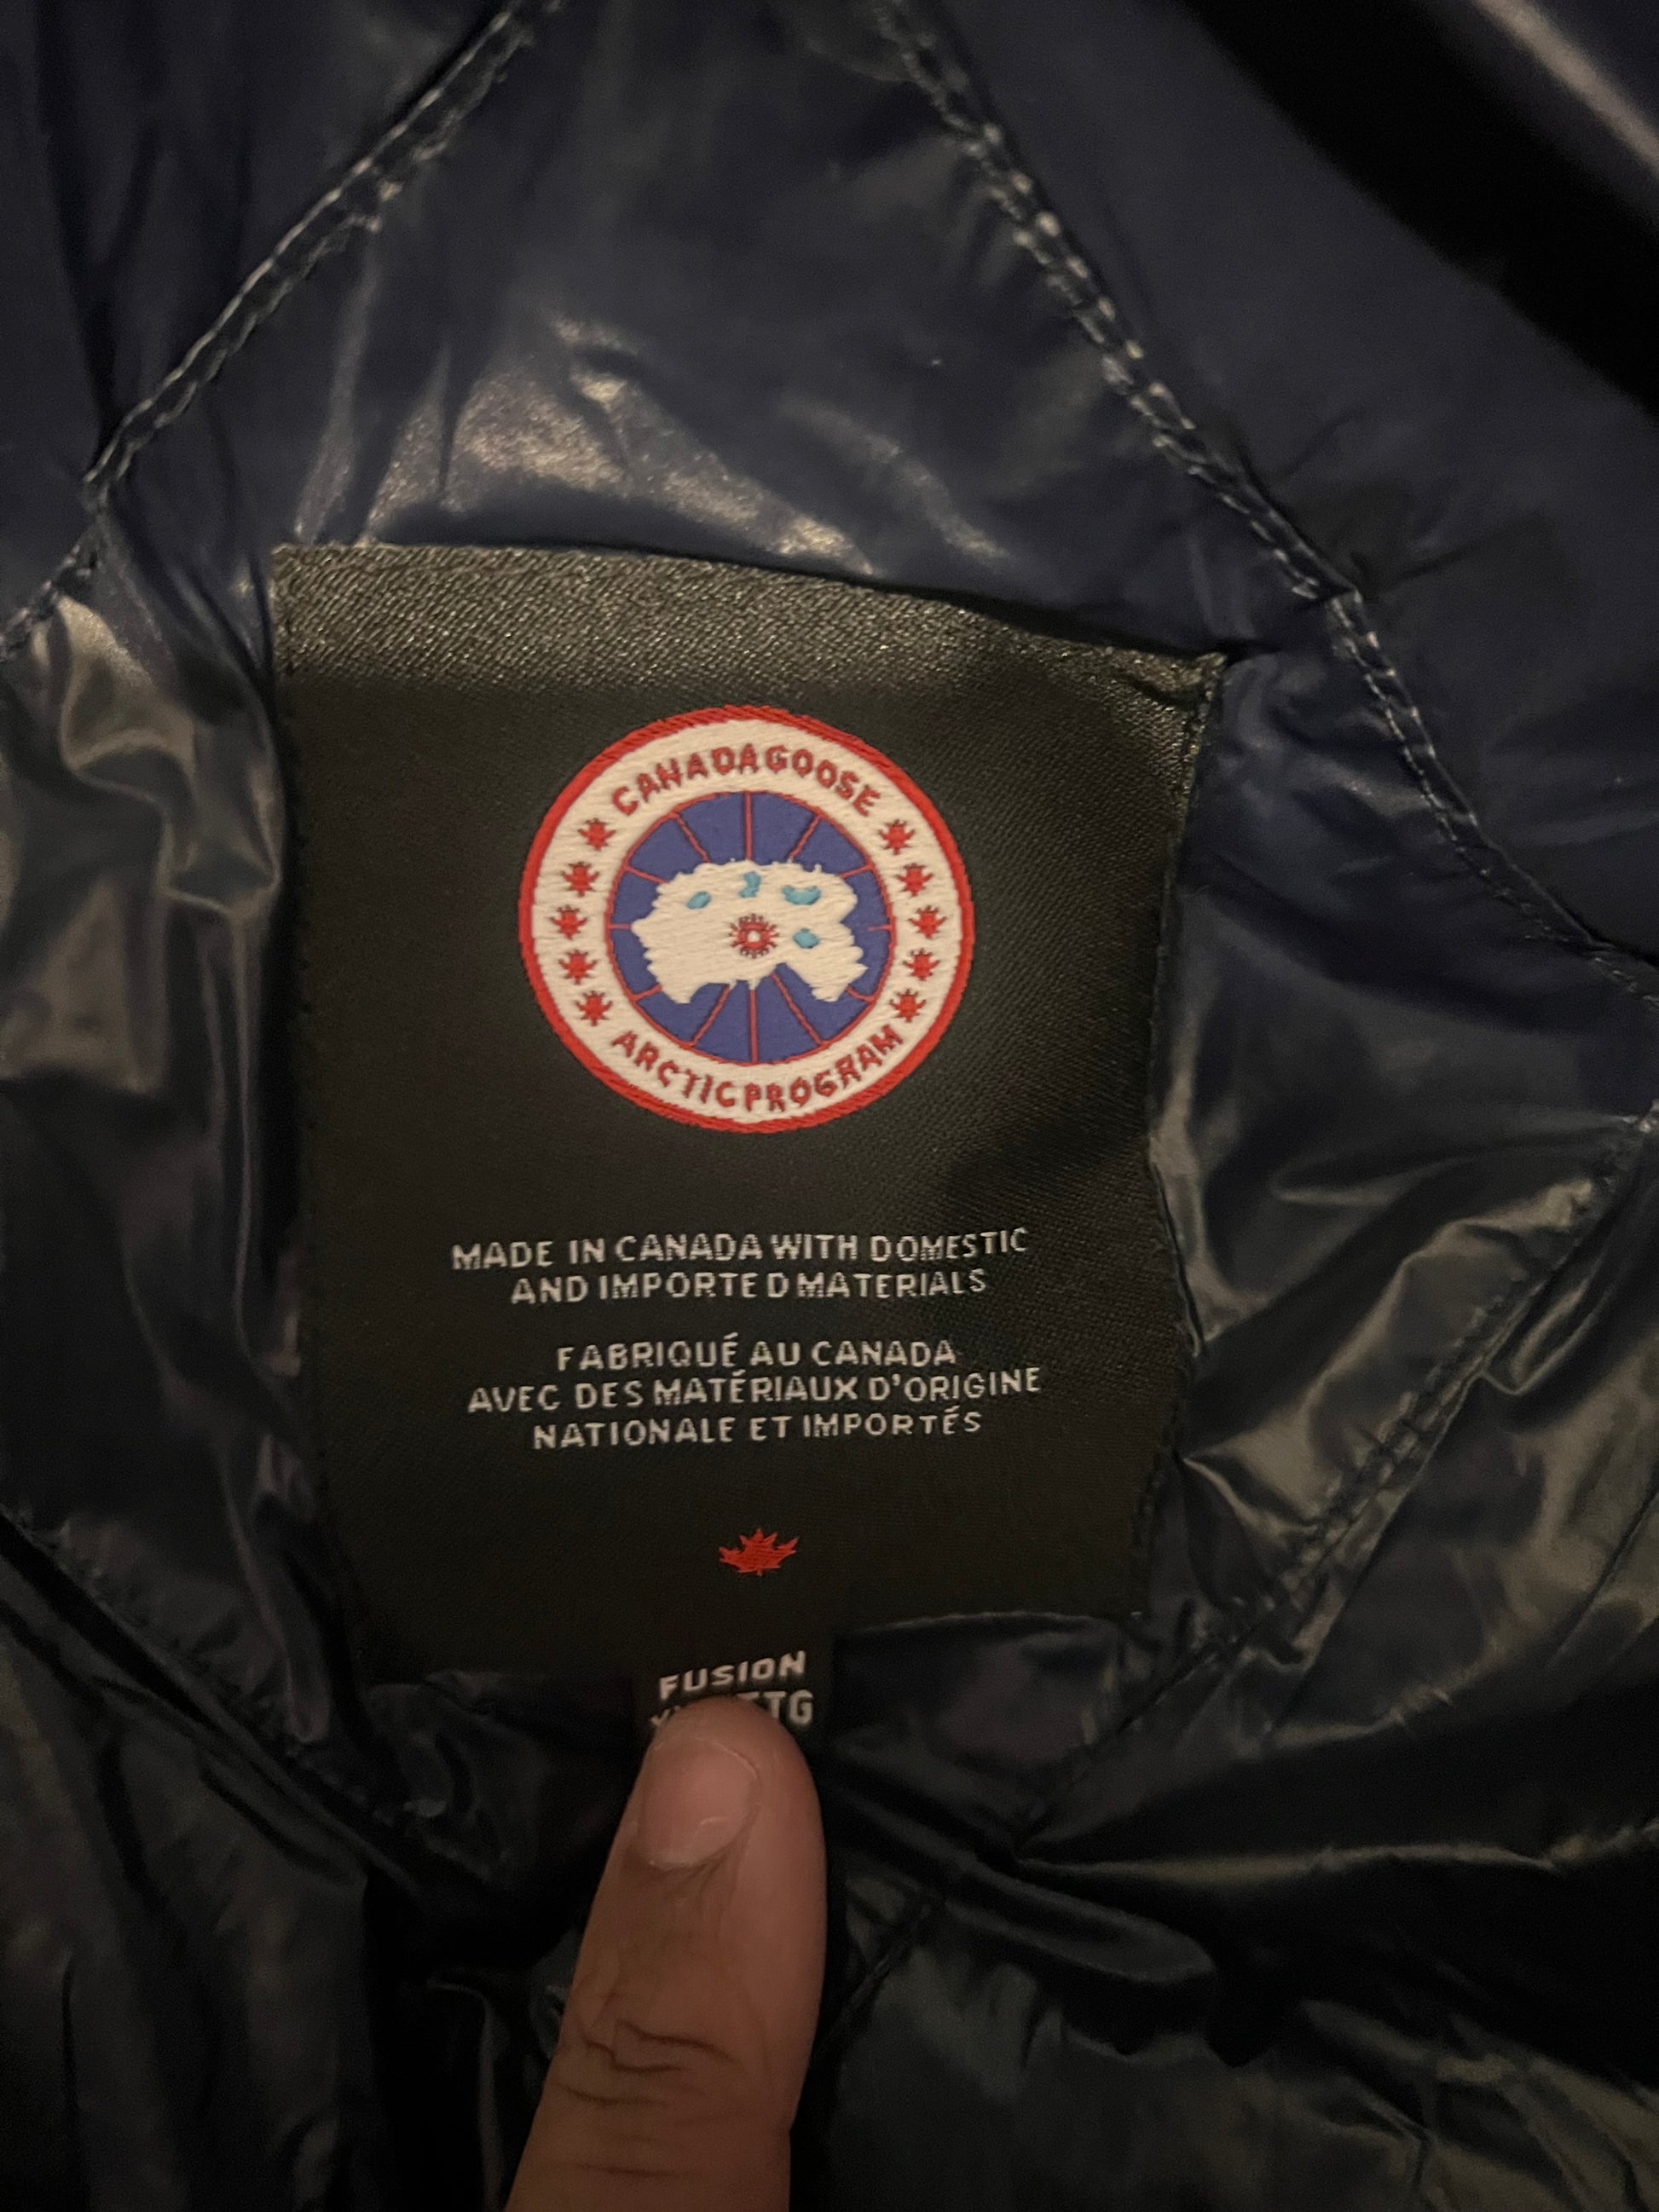 CANADA GOOSE
ARCTIC PROGRAM
MADE IN CANADA WITH DOMESTIC
AND IMPORTED MATERIALS
FABRIQUÉ AU CANADA
AVEC DES MATÉRIAUX D'ORIGINE
NATIONALE ET IMPORTÉS
FUSION